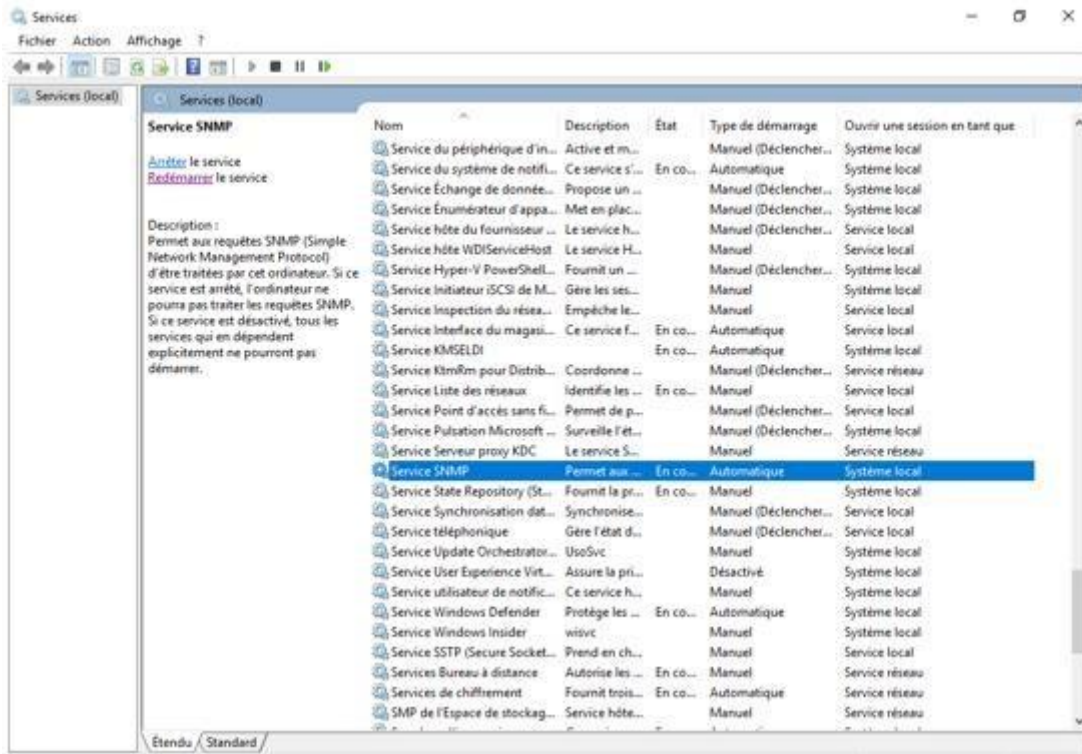 Services
Fichier Action Affichage ?
Services (local)
Services (local)
Service SNMP
Arrêter le service
Redémarrer le service
Description :
Permet aux requêtes SNMP (Simple
Network Management Protocol)
d'être traitées par cet ordinateur. Si ce
service est arrêté, l'ordinateur ne
pourra pas traiter les requêtes SNMP.
Si ce service est désactivé, tous les
services qui en dépendent
explicitement ne pourront pas
démarrer.
Nom Description État Type de démarrage Ouvrir une session en tant que
Service du périphérique d'in... Active et m... Manuel (Déclencher... Système local
Service du système de notifi... Ce service s'... En co... Automatique Système local
Service Échange de donnée... Propose un ... Manuel (Déclencher... Système local
Service Énumérateur d'appa... Met en plac... Manuel (Déclencher... Système local
Service hôte du fournisseur ... Le service h... Manuel (Déclencher... Service local
Service hôte WDIServiceHost Le service H... Manuel Service local
Service Hyper-V PowerShell... Fournit un ... Manuel (Déclencher... Système local
Service Initiateur iSCSI de M... Gère les ses... Manuel Système local
Service Inspection du résea... Empêche le... Manuel Service local
Service Interface du magasi... Ce service f... En co... Automatique Service local
Service KMSELDI En co... Automatique Système local
Service KtmRm pour Distrib... Coordonne ... Manuel (Déclencher... Service réseau
Service Liste des réseaux Identifie les ... En co... Manuel Service local
Service Point d'accès sans fi... Permet de p... Manuel (Déclencher... Service local
Service Pulsation Microsoft ... Surveille l'ét... Manuel (Déclencher... Système local
Service Serveur proxy KDC Le service S... Manuel Service réseau
Service SNMP Permet aux ... En co... Automatique Système local
Service State Repository (St... Fournit la pr... En co... Manuel Système local
Service Synchronisation dat... Synchronise... Manuel (Déclencher... Service local
Service téléphonique Gère l'état d... Manuel (Déclencher... Service local
Service Update Orchestrator... UsoSvc Manuel Système local
Service User Experience Virt... Assure la pri... Désactivé Système local
Service utilisateur de notific... Ce service h... Manuel Système local
Service Windows Defender Protège les ... En co... Automatique Système local
Service Windows Insider wisvc Manuel Système local
Service SSTP (Secure Socket... Prend en ch... Manuel Service local
Services Bureau à distance Autorise les ... En co... Manuel Service réseau
Services de chiffrement Fournit trois... En co... Automatique Service réseau
SMP de l'Espace de stockag... Service hôte... Manuel Service réseau
Étendu Standard